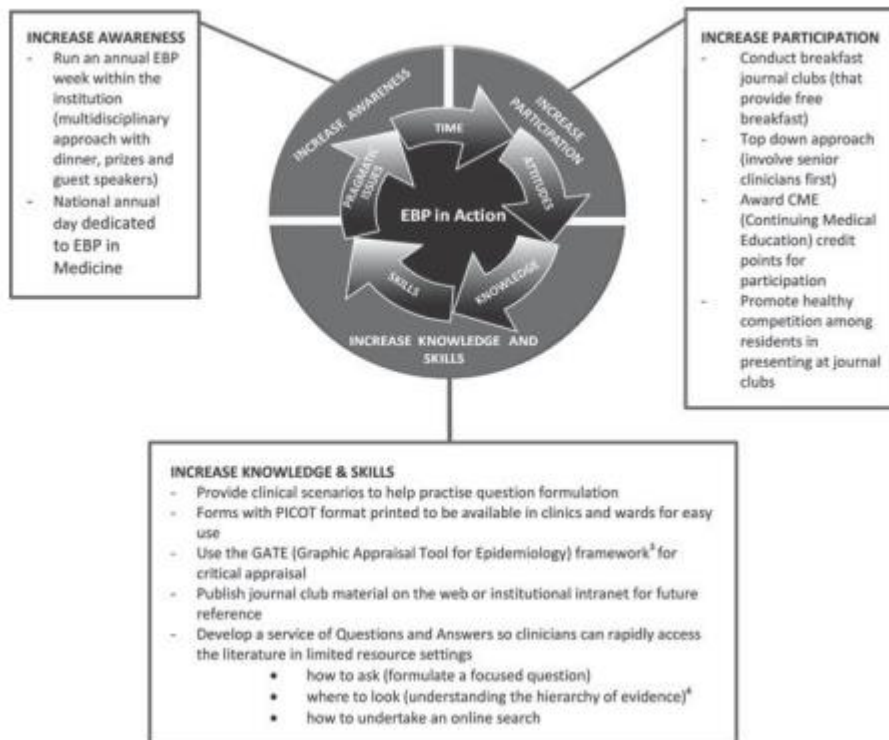 INCREASE AWARENESS
- Run an annual EBP
week within the
institution
(multidisciplinary
approach with
dinner, prizes and
guest speakers)
- National annual
day dedicated
to EBP in
Medicine
INCREASE AWARENESS
INCREASE
PARTICIPATION
TIME
ATTITUDES
KNOWLEDGE
SKILLS
PRAGMATIC
ISSUES
EBP in Action
INCREASE KNOWLEDGE AND
SKILLS
INCREASE PARTICIPATION
- Conduct breakfast
journal clubs (that
provide free
breakfast)
- Top down approach
(involve senior
clinicians first)
- Award CME
(Continuing Medical
Education) credit
points for
participation
- Promote healthy
competition among
residents in
presenting at journal
clubs
INCREASE KNOWLEDGE & SKILLS
- Provide clinical scenarios to help practise question formulation
- Forms with PICOT format printed to be available in clinics and wards for easy
use
- Use the GATE (Graphic Appraisal Tool for Epidemiology) framework³ for
critical appraisal
- Publish journal club material on the web or institutional intranet for future
reference
- Develop a service of Questions and Answers so clinicians can rapidly access
the literature in limited resource settings
• how to ask (formulate a focused question)
• where to look (understanding the hierarchy of evidence)⁴
• how to undertake an online search